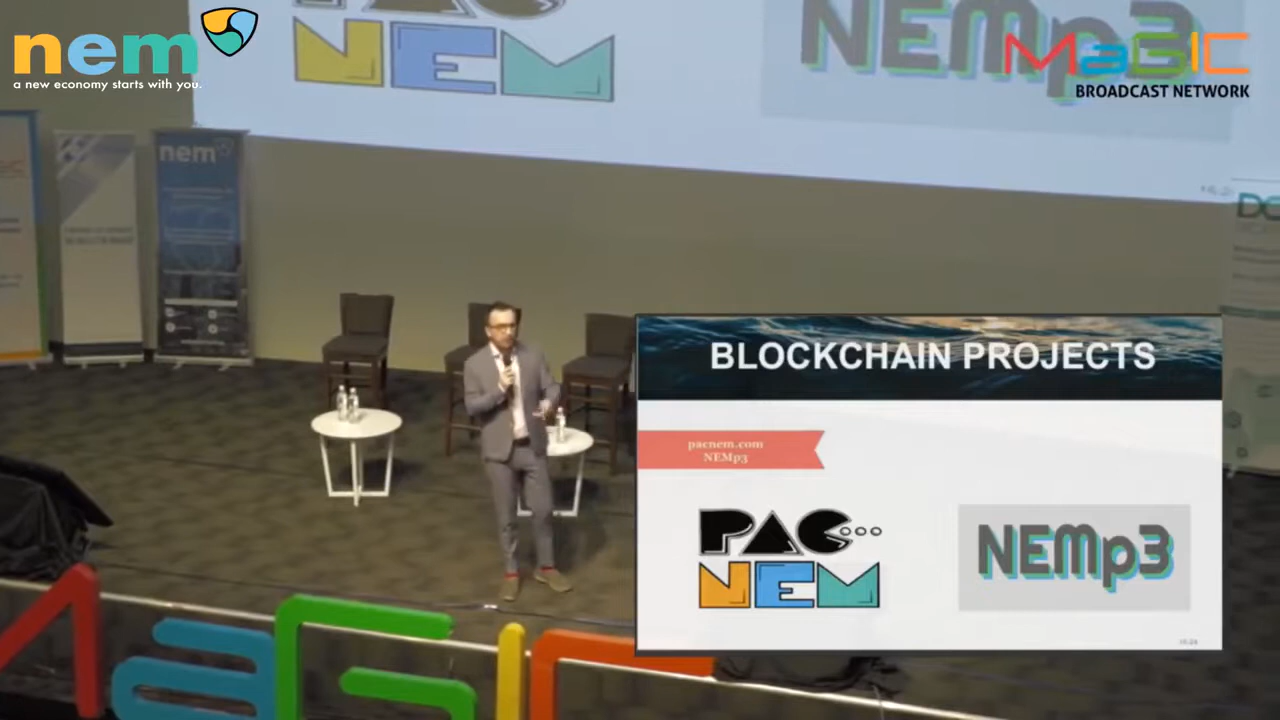 nem
a new economy starts with you.
PAC
NEM
NEMp3
MaGIC
BROADCAST NETWORK
nem
BLOCKCHAIN PROJECTS
pacnem.com
NEMp3
PAC
NEM
NEMp3
MaGIC